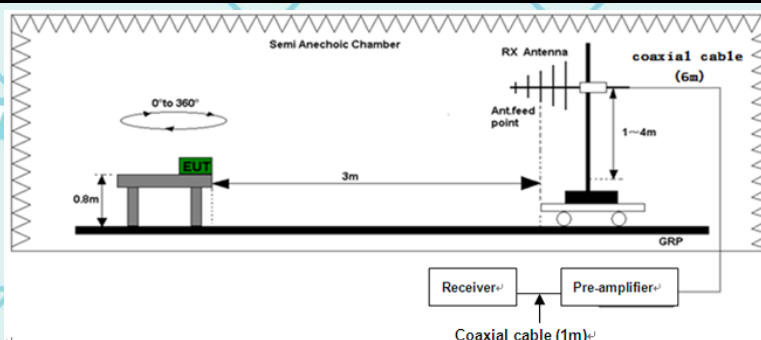 Semi Anechoic Chamber
RX Antenna
coaxial cable
(6m)
0°to 360°
Ant.feed
point
1~4m
EUT
3m
0.8m
GRP
Receiver↵
Pre-amplifier↵
Coaxial cable (1m)↵